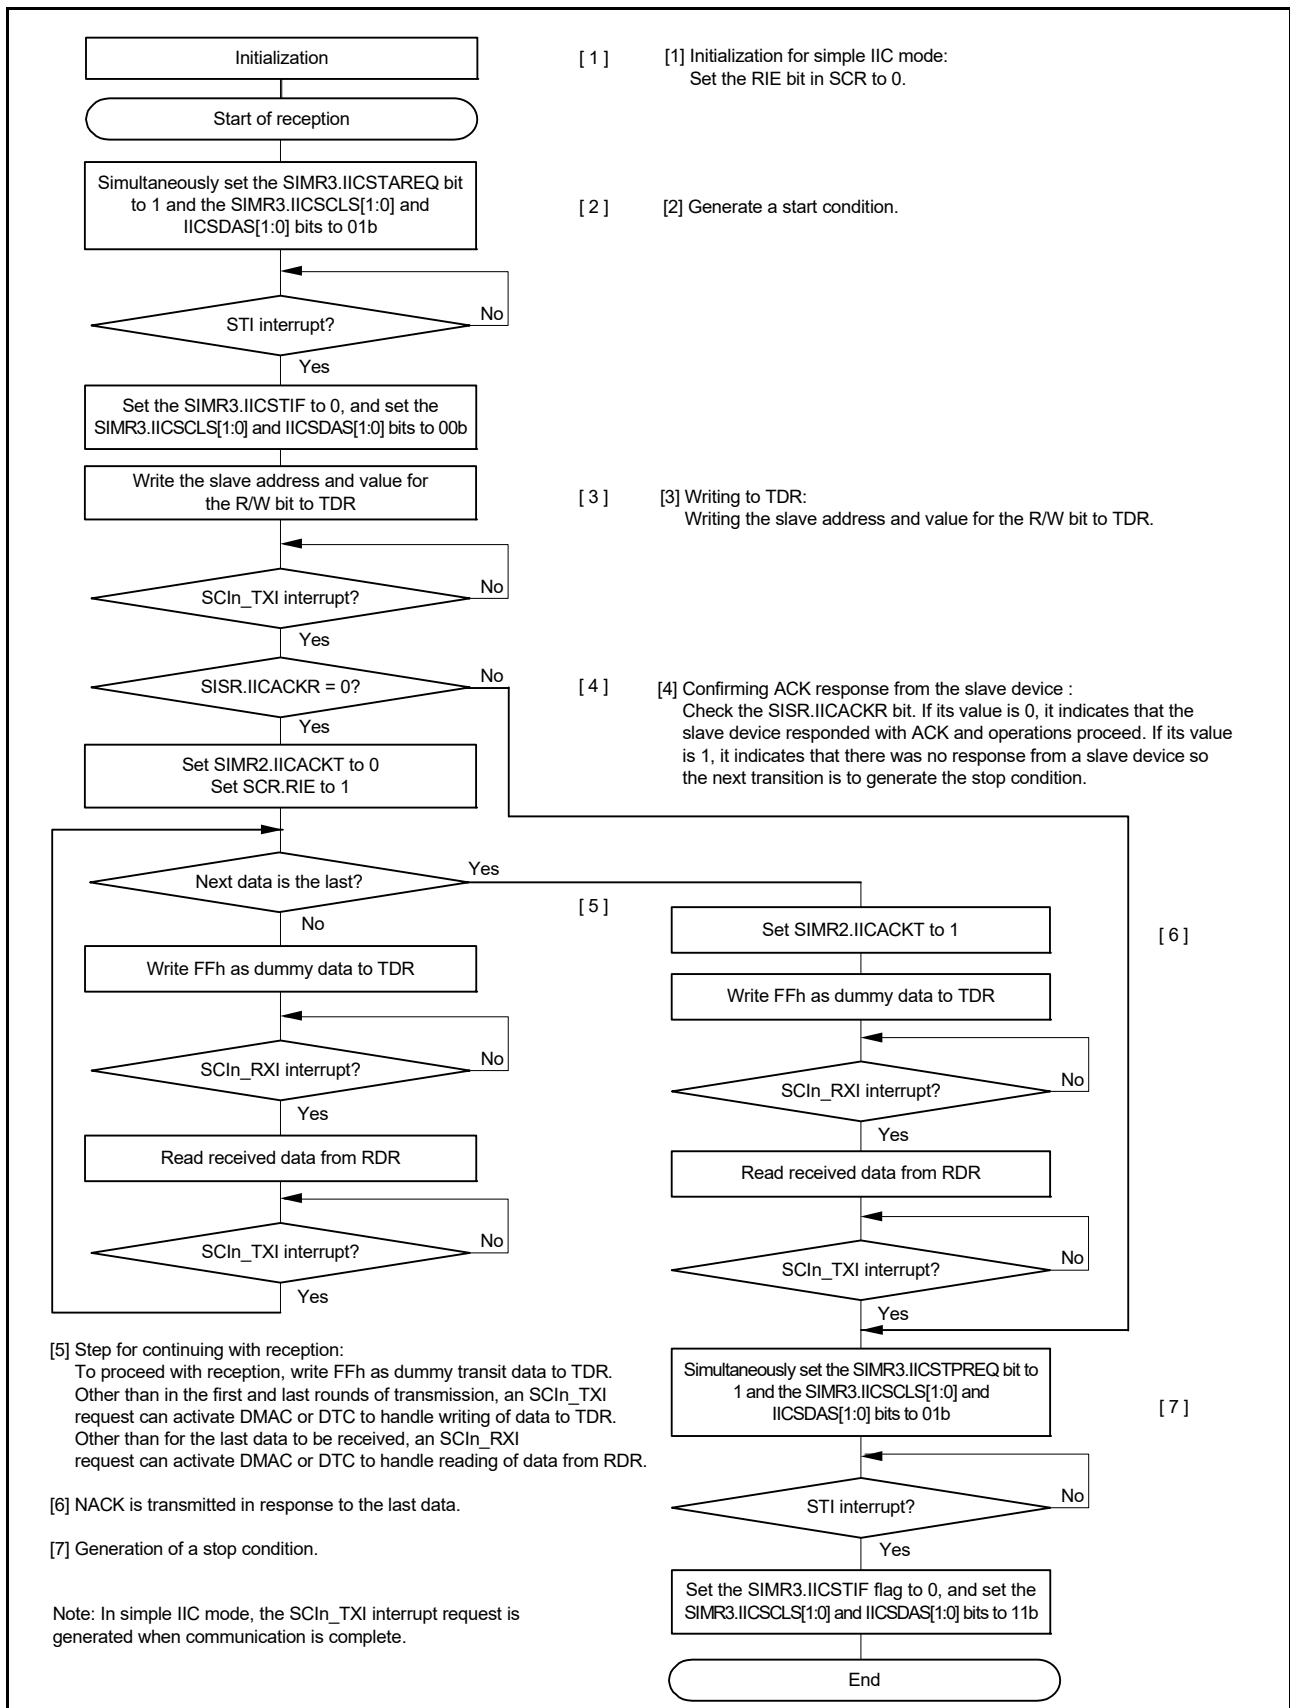 Initialization
[ 1 ]
[1] Initialization for simple IIC mode:
Set the RIE bit in SCR to 0.
Start of reception
Simultaneously set the SIMR3.IICSTAREQ bit
to 1 and the SIMR3.IICSCLS[1:0] and
IICSDAS[1:0] bits to 01b
[ 2 ]
[2] Generate a start condition.
STI interrupt?
No
Yes
Set the SIMR3.IICSTIF to 0, and set the
SIMR3.IICSCLS[1:0] and IICSDAS[1:0] bits to 00b
Write the slave address and value for
the R/W bit to TDR
[ 3 ]
[3] Writing to TDR:
Writing the slave address and value for the R/W bit to TDR.
SCIn_TXI interrupt?
No
Yes
SISR.IICACKR = 0?
No
Yes
[ 4 ]
[4] Confirming ACK response from the slave device :
Check the SISR.IICACKR bit. If its value is 0, it indicates that the
slave device responded with ACK and operations proceed. If its value
is 1, it indicates that there was no response from a slave device so
the next transition is to generate the stop condition.
Set SIMR2.IICACKT to 0
Set SCR.RIE to 1
Next data is the last?
Yes
No
[ 5 ]
Write FFh as dummy data to TDR
SCIn_RXI interrupt?
No
Yes
Read received data from RDR
SCIn_TXI interrupt?
No
Yes
Set SIMR2.IICACKT to 1
[ 6 ]
Write FFh as dummy data to TDR
SCIn_RXI interrupt?
No
Yes
Read received data from RDR
SCIn_TXI interrupt?
No
Yes
Simultaneously set the SIMR3.IICSTPREQ bit to
1 and the SIMR3.IICSCLS[1:0] and
IICSDAS[1:0] bits to 01b
[ 7 ]
STI interrupt?
No
Yes
Set the SIMR3.IICSTIF flag to 0, and set the
SIMR3.IICSCLS[1:0] and IICSDAS[1:0] bits to 11b
End
[5] Step for continuing with reception:
To proceed with reception, write FFh as dummy transit data to TDR.
Other than in the first and last rounds of transmission, an SCIn_TXI
request can activate DMAC or DTC to handle writing of data to TDR.
Other than for the last data to be received, an SCIn_RXI
request can activate DMAC or DTC to handle reading of data from RDR.
[6] NACK is transmitted in response to the last data.
[7] Generation of a stop condition.
Note: In simple IIC mode, the SCIn_TXI interrupt request is
generated when communication is complete.